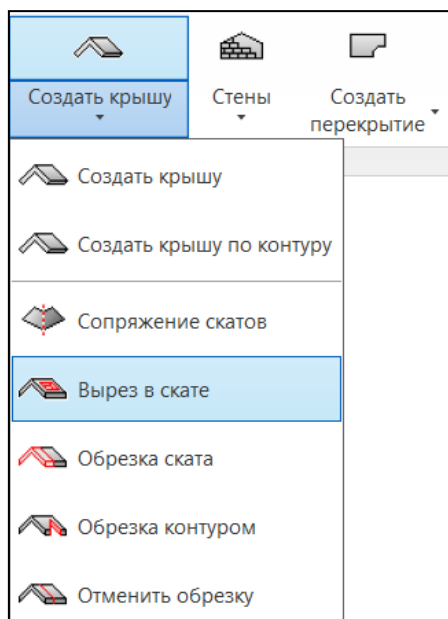 Создать крышу
Стены
Создать
перекрытие
Создать крышу
Создать крышу по контуру
Сопряжение скатов
Вырез в скате
Обрезка ската
Обрезка контуром
Отменить обрезку